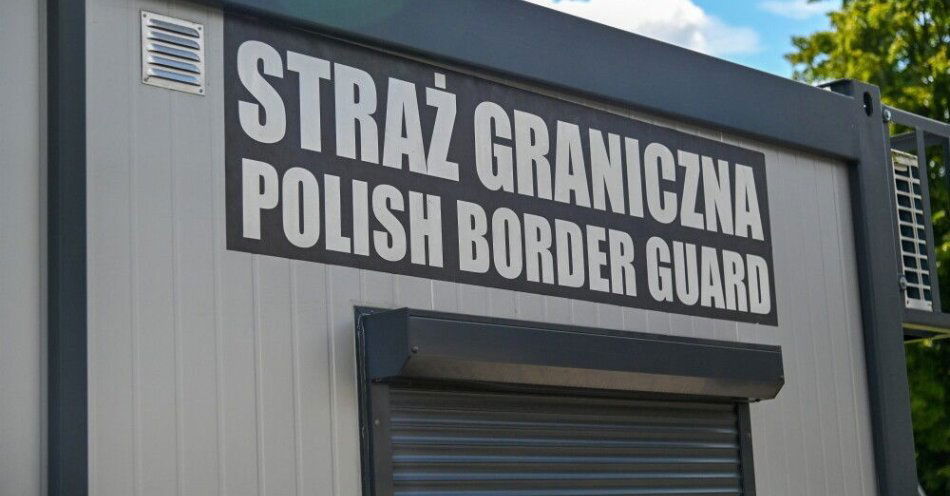 STRAŻ GRANICZNA
POLISH BORDER GUARD